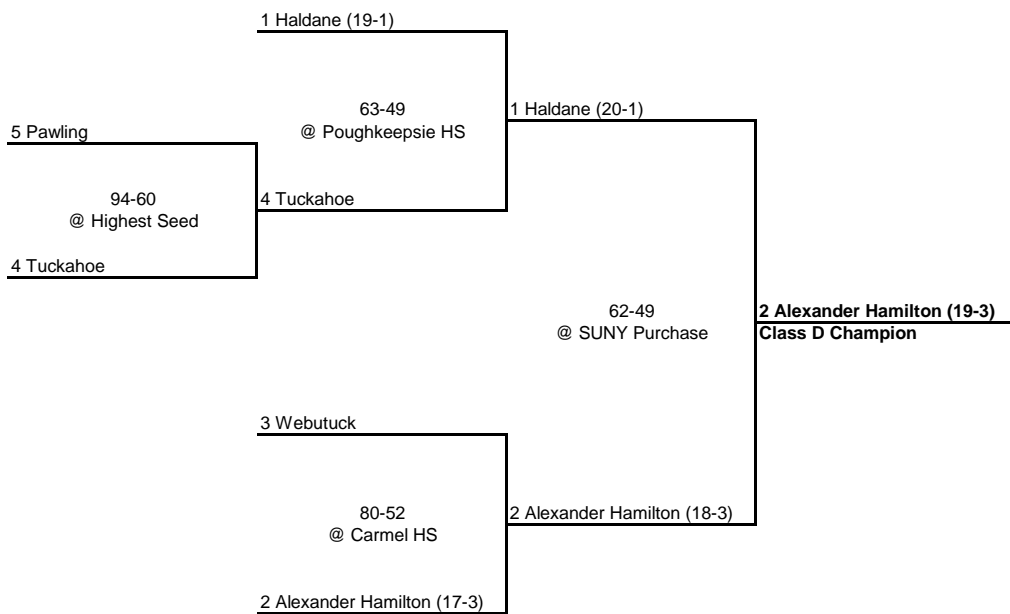 1 Haldane (19-1)
63-49
@ Poughkeepsie HS
1 Haldane (20-1)
5 Pawling
94-60
@ Highest Seed
4 Tuckahoe
4 Tuckahoe
62-49
@ SUNY Purchase
2 Alexander Hamilton (19-3)
Class D Champion
3 Webutuck
80-52
@ Carmel HS
2 Alexander Hamilton (18-3)
2 Alexander Hamilton (17-3)